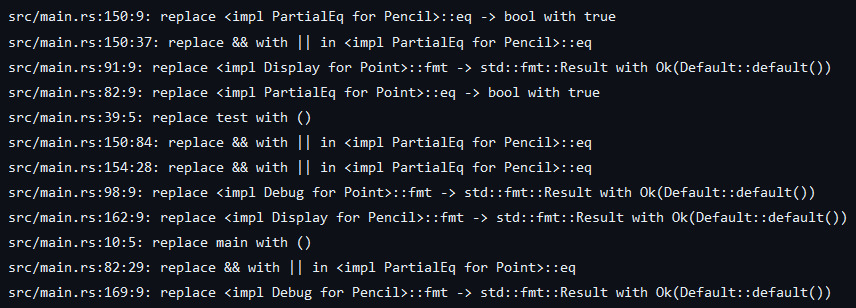 src/main.rs:150:9: replace <impl PartialEq for Pencil>::eq -> bool with true
src/main.rs:150:37: replace && with || in <impl PartialEq for Pencil>::eq
src/main.rs:91:9: replace <impl Display for Point>::fmt -> std::fmt::Result with Ok(Default::default())
src/main.rs:82:9: replace <impl PartialEq for Point>::eq -> bool with true
src/main.rs:39:5: replace test with ()
src/main.rs:150:84: replace && with || in <impl PartialEq for Pencil>::eq
src/main.rs:154:28: replace && with || in <impl PartialEq for Pencil>::eq
src/main.rs:98:9: replace <impl Debug for Point>::fmt -> std::fmt::Result with Ok(Default::default())
src/main.rs:162:9: replace <impl Display for Pencil>::fmt -> std::fmt::Result with Ok(Default::default())
src/main.rs:10:5: replace main with ()
src/main.rs:82:29: replace && with || in <impl PartialEq for Point>::eq
src/main.rs:169:9: replace <impl Debug for Pencil>::fmt -> std::fmt::Result with Ok(Default::default())